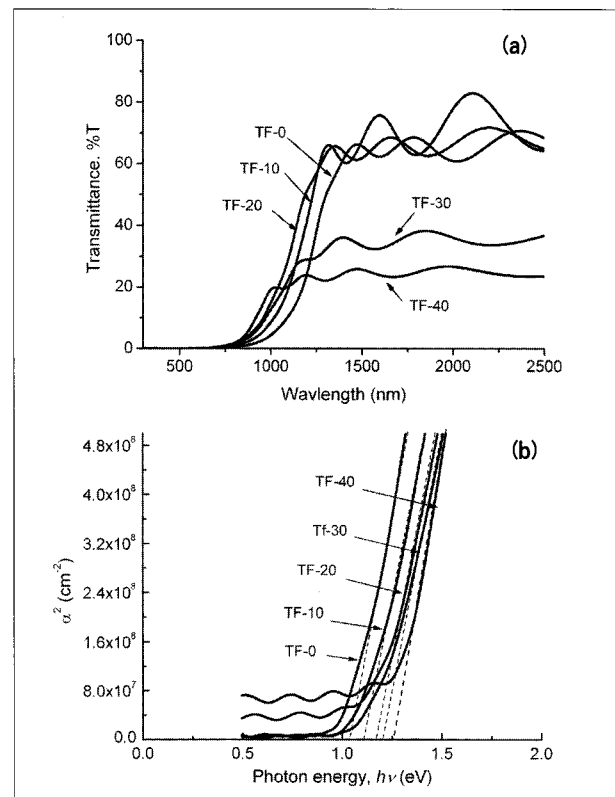 (a)
100
80
60
40
20
0
Transmittance. %T
TF-0
TF-10
TF-20
TF-30
TF-40
500 1000 1500 2000 2500
Wavlength (nm)
(b)
4.8x10⁸
4.0x10⁸
3.2x10⁸
2.4x10⁸
1.6x10⁸
8.0x10⁷
0.0
α² (cm⁻²)
TF-40
Tf-30
TF-20
TF-10
TF-0
0.0 0.5 1.0 1.5 2.0
Photon energy, hν (eV)